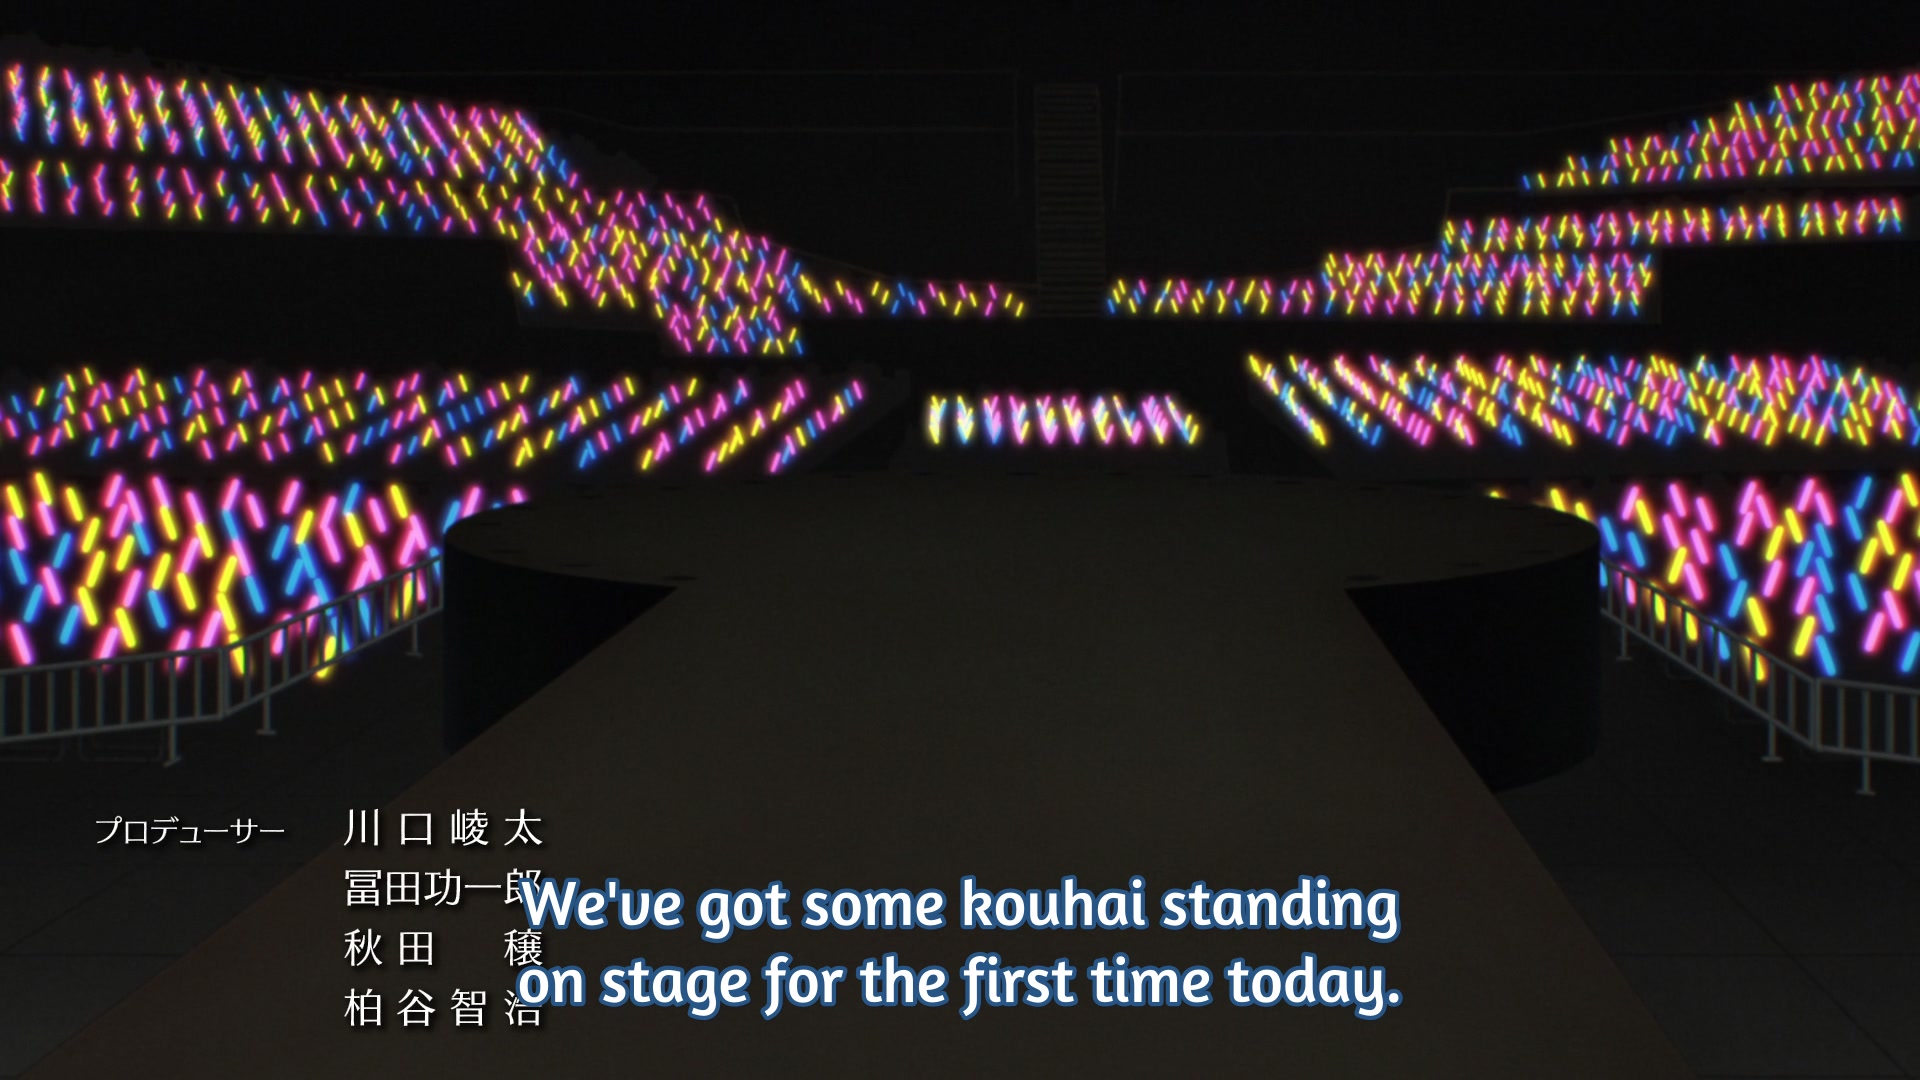 プロデューサー 川口崚太
冨田功一郎
秋田 穣
柏谷智浩
We've got some kouhai standing
on stage for the first time today.